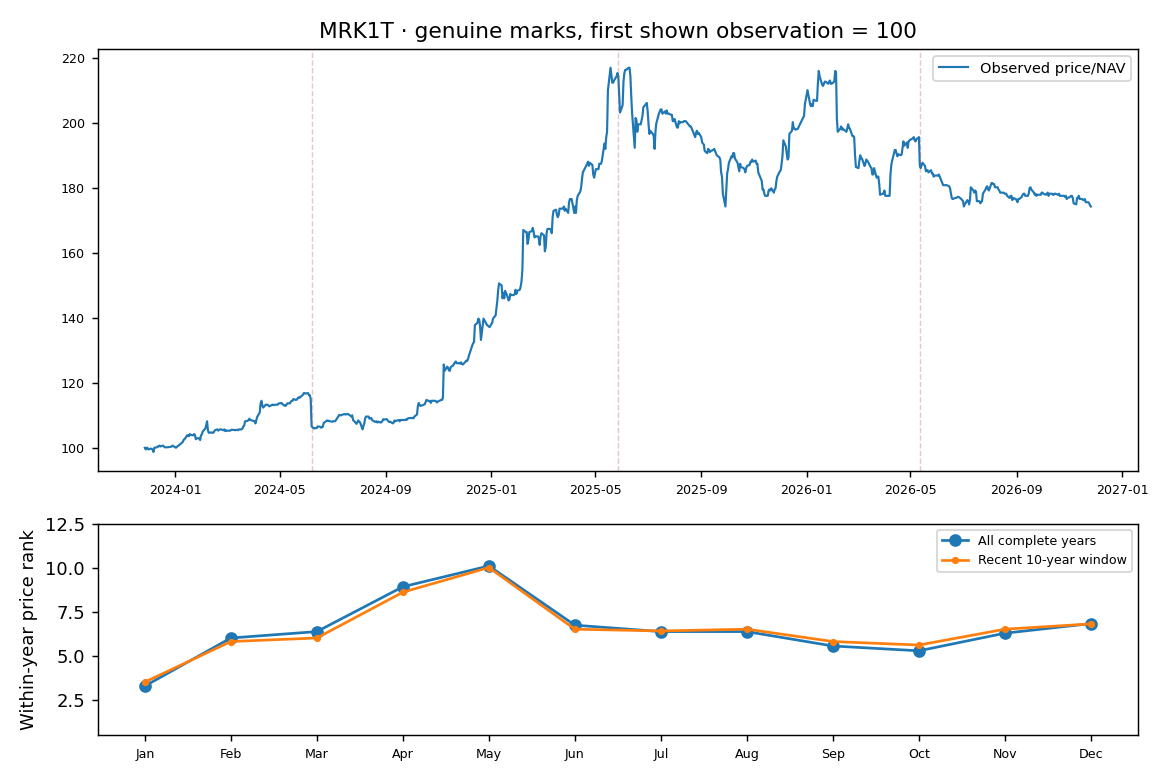 MRK1T · genuine marks, first shown observation = 100
220
200
180
160
140
120
100
Observed price/NAV
2024-01 2024-05 2024-09 2025-01 2025-05 2025-09 2026-01 2026-05 2026-09 2027-01
Within-year price rank
12.5
10.0
7.5
5.0
2.5
All complete years
Recent 10-year window
Jan Feb Mar Apr May Jun Jul Aug Sep Oct Nov Dec